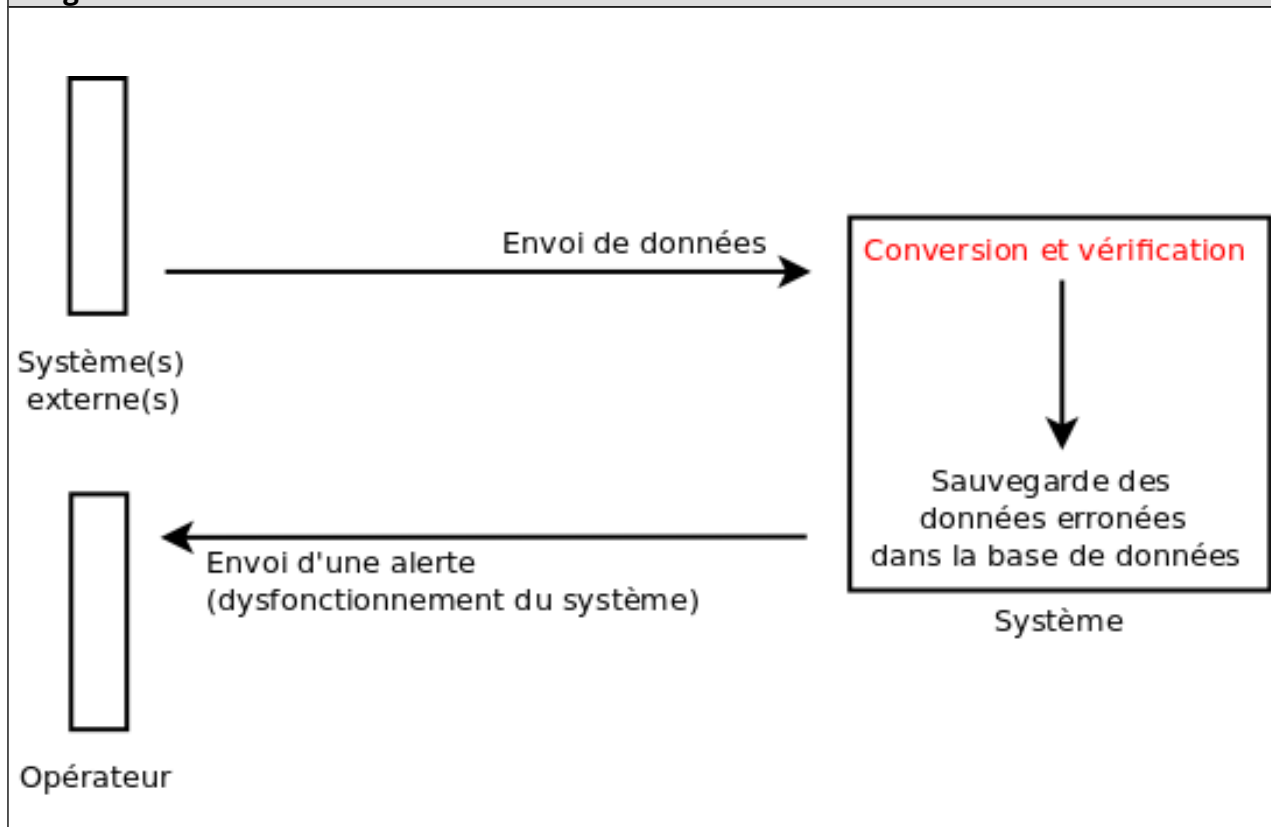 Envoi de données
Conversion et vérification
Système(s)
externe(s)
Sauvegarde des
données erronées
dans la base de données
Envoi d'une alerte
(dysfonctionnement du système)
Système
Opérateur